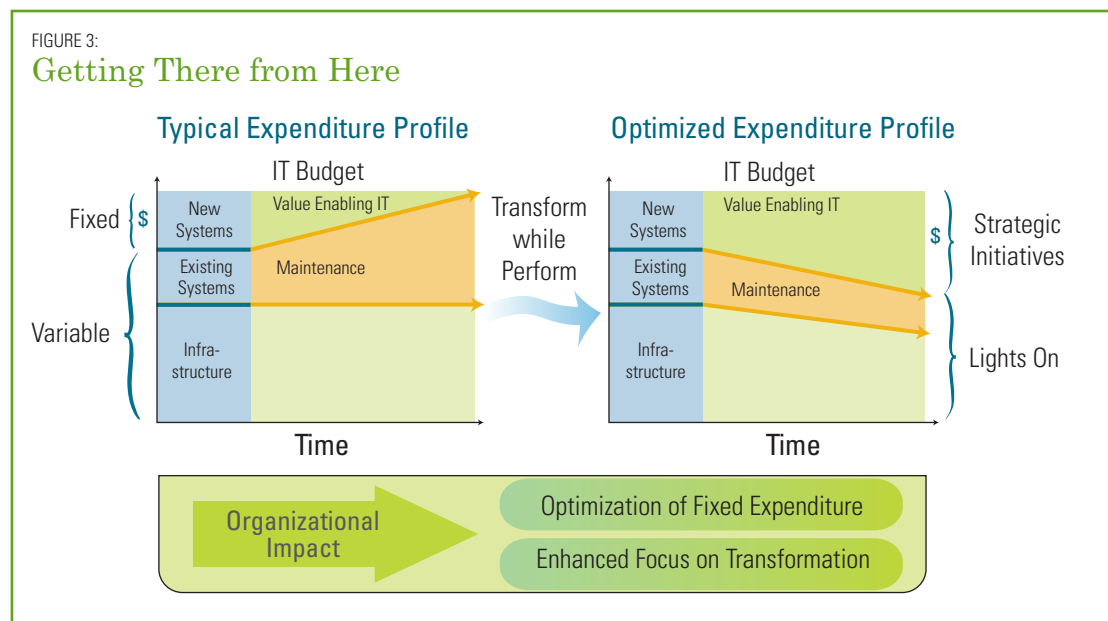 FIGURE 3:
Getting There from Here
Typical Expenditure Profile
IT Budget
Fixed
$
New
Systems
Value Enabling IT
Existing
Systems
Maintenance
Variable
Infra-
structure
Time
Transform
while
Perform
Optimized Expenditure Profile
IT Budget
New
Systems
Value Enabling IT
$
Strategic
Initiatives
Existing
Systems
Maintenance
Infra-
structure
Lights On
Time
Organizational
Impact
Optimization of Fixed Expenditure
Enhanced Focus on Transformation